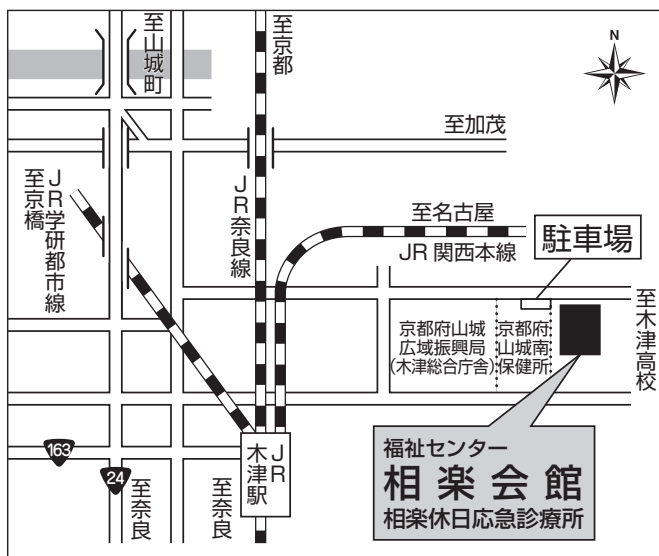 至山城町
至京都
N
至加茂
JR学研都市線
至京橋
JR奈良線
至名古屋
JR関西本線
駐車場
京都府山城
広域振興局
(木津総合庁舎)
京都府
山城南
保健所
至木津高校
163
24
至奈良
至奈良
JR
木津駅
福祉センター
相楽会館
相楽休日応急診療所